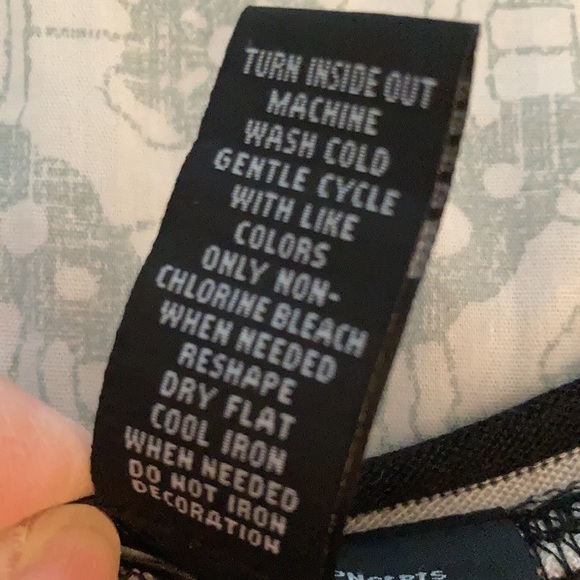 TURN INSIDE OUT
MACHINE
WASH COLD
GENTLE CYCLE
WITH LIKE
COLORS
ONLY NON-
CHLORINE BLEACH
WHEN NEEDED
RESHAPE
DRY FLAT
COOL IRON
WHEN NEEDED
DO NOT IRON
DECORATION